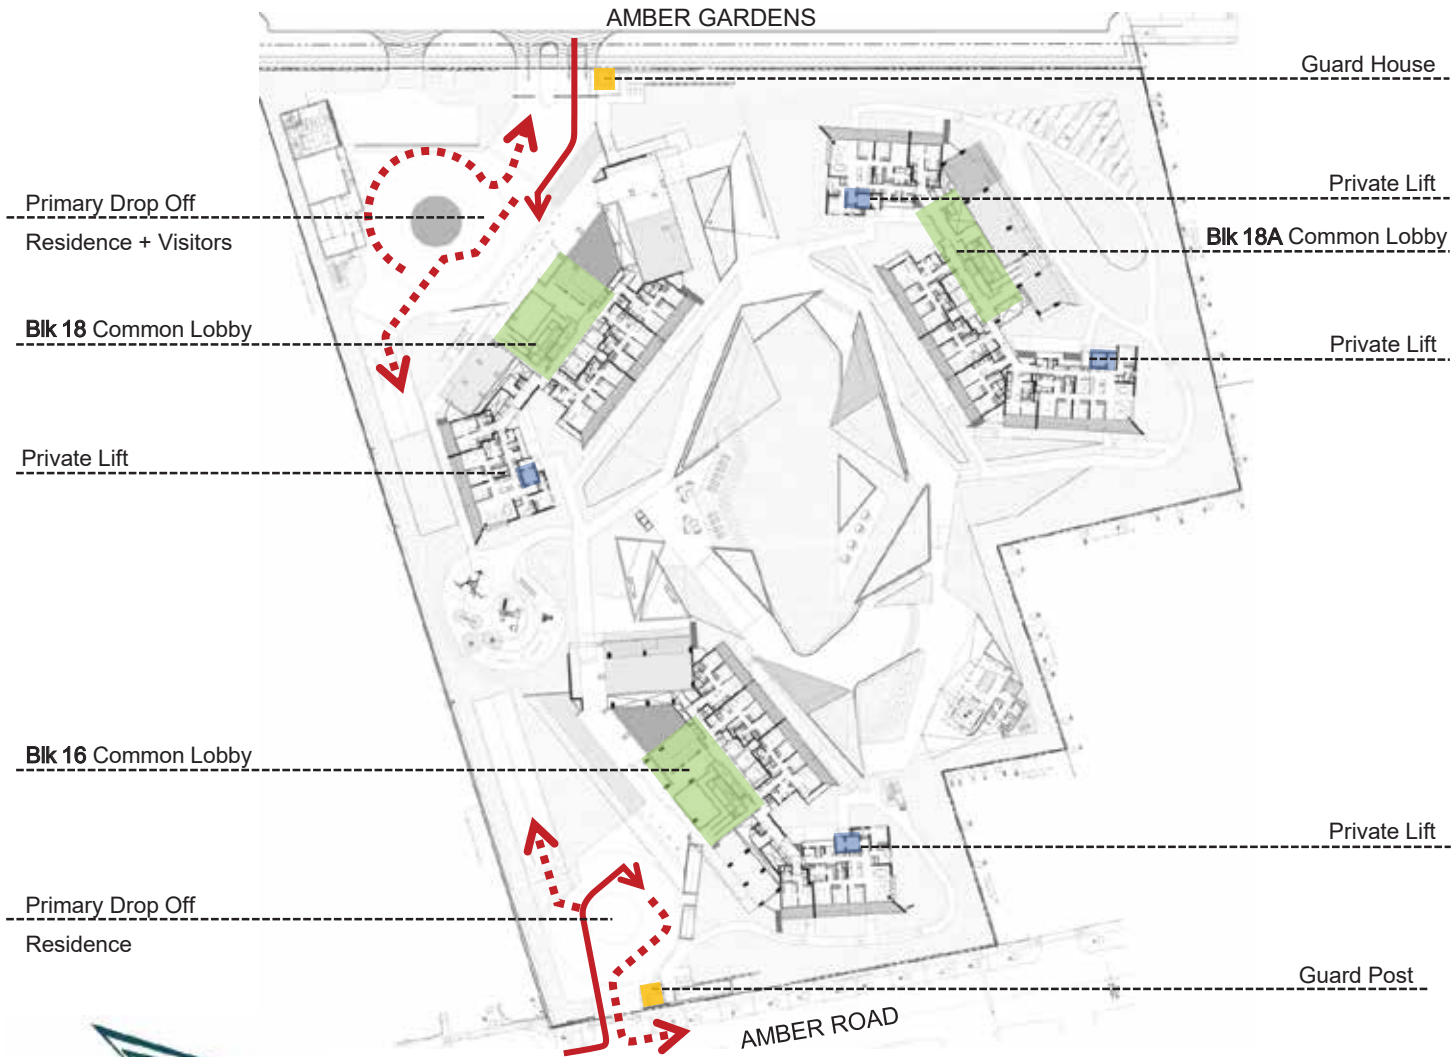 AMBER GARDENS
Guard House
Private Lift
Primary Drop Off
Residence + Visitors
Blk 18A Common Lobby
Blk 18 Common Lobby
Private Lift
Private Lift
Blk 16 Common Lobby
Private Lift
Primary Drop Off
Residence
Guard Post
AMBER ROAD